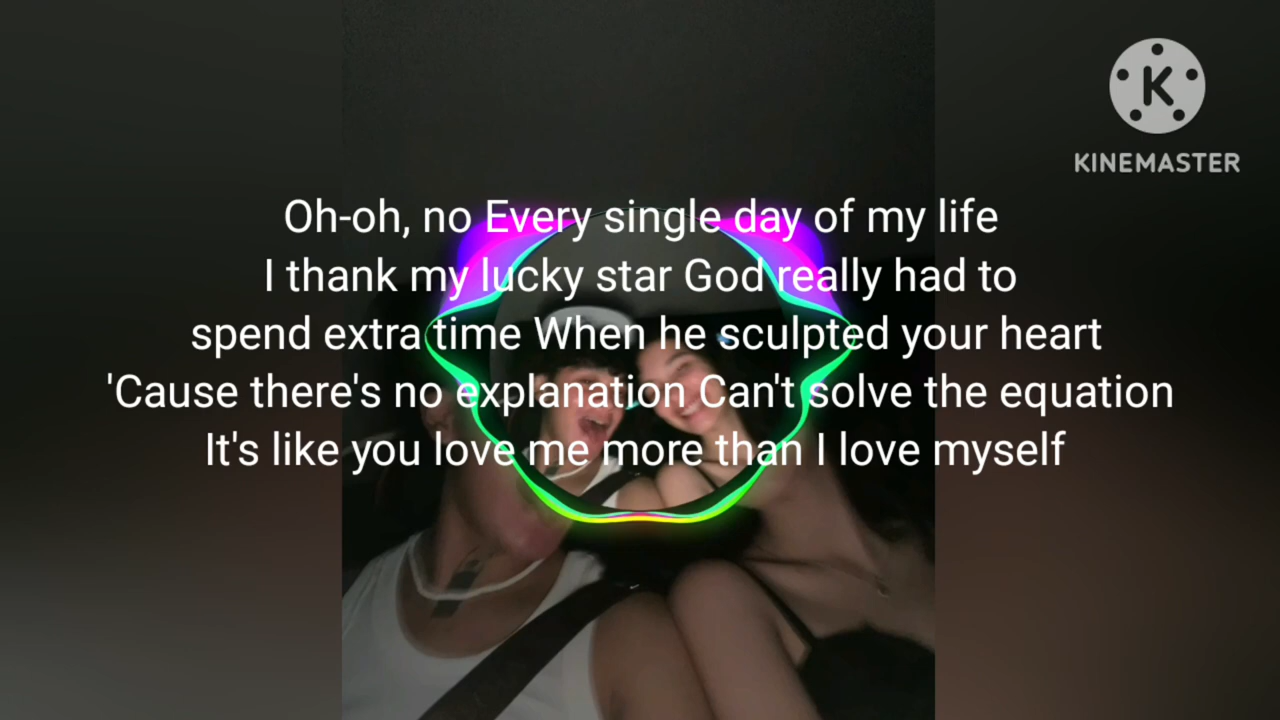 KINEMASTER
Oh-oh, no Every single day of my life
I thank my lucky star God really had to
spend extra time When he sculpted your heart
'Cause there's no explanation Can't solve the equation
It's like you love me more than I love myself